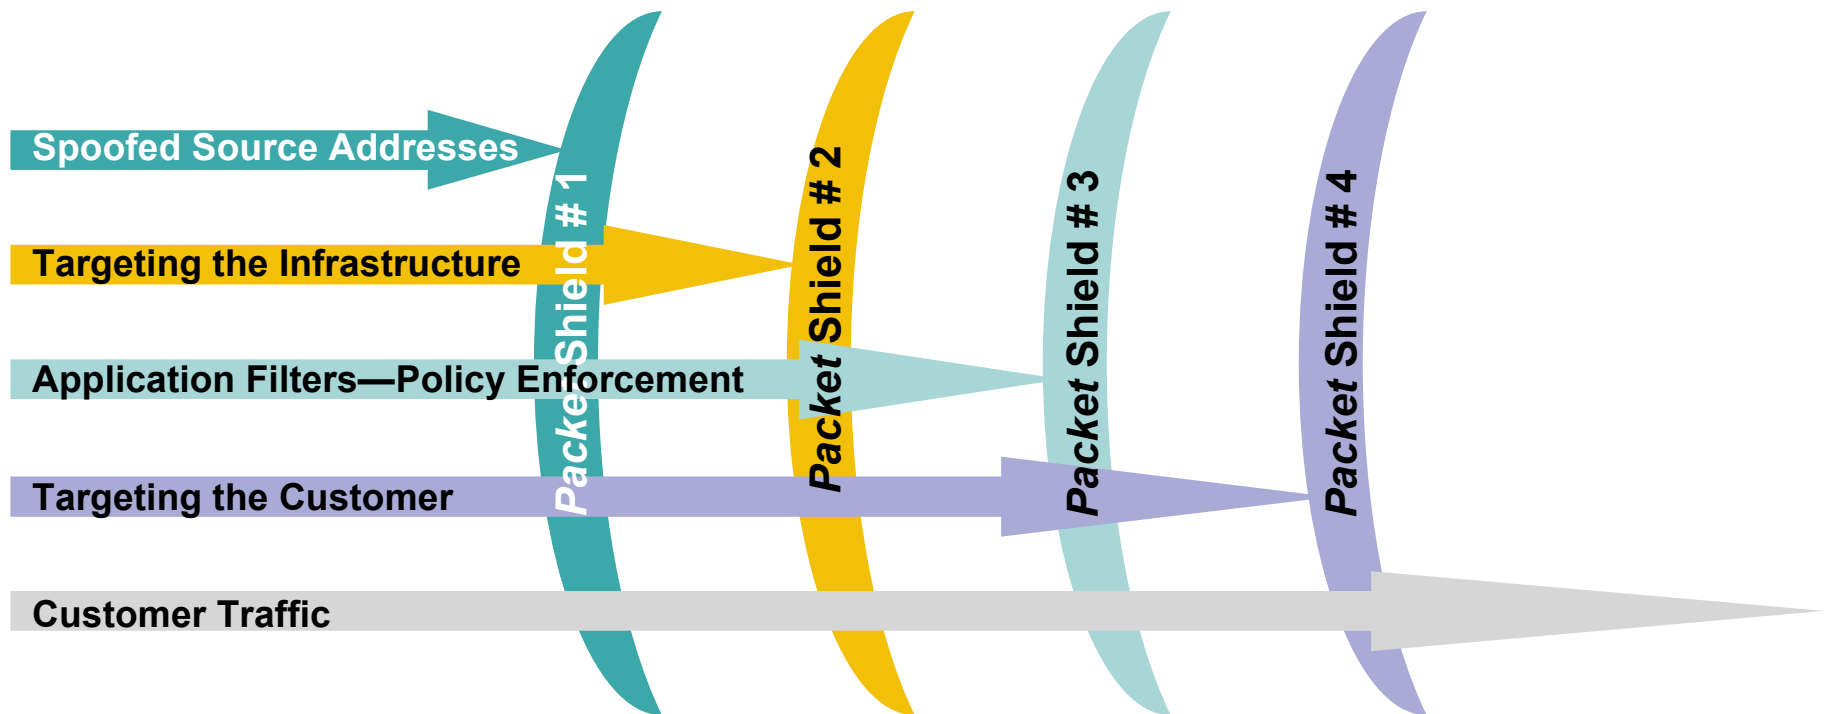 Spoofed Source Addresses
Targeting the Infrastructure
Application Filters—Policy Enforcement
Targeting the Customer
Customer Traffic
Packet Shield # 1
Packet Shield # 2
Packet Shield # 3
Packet Shield # 4